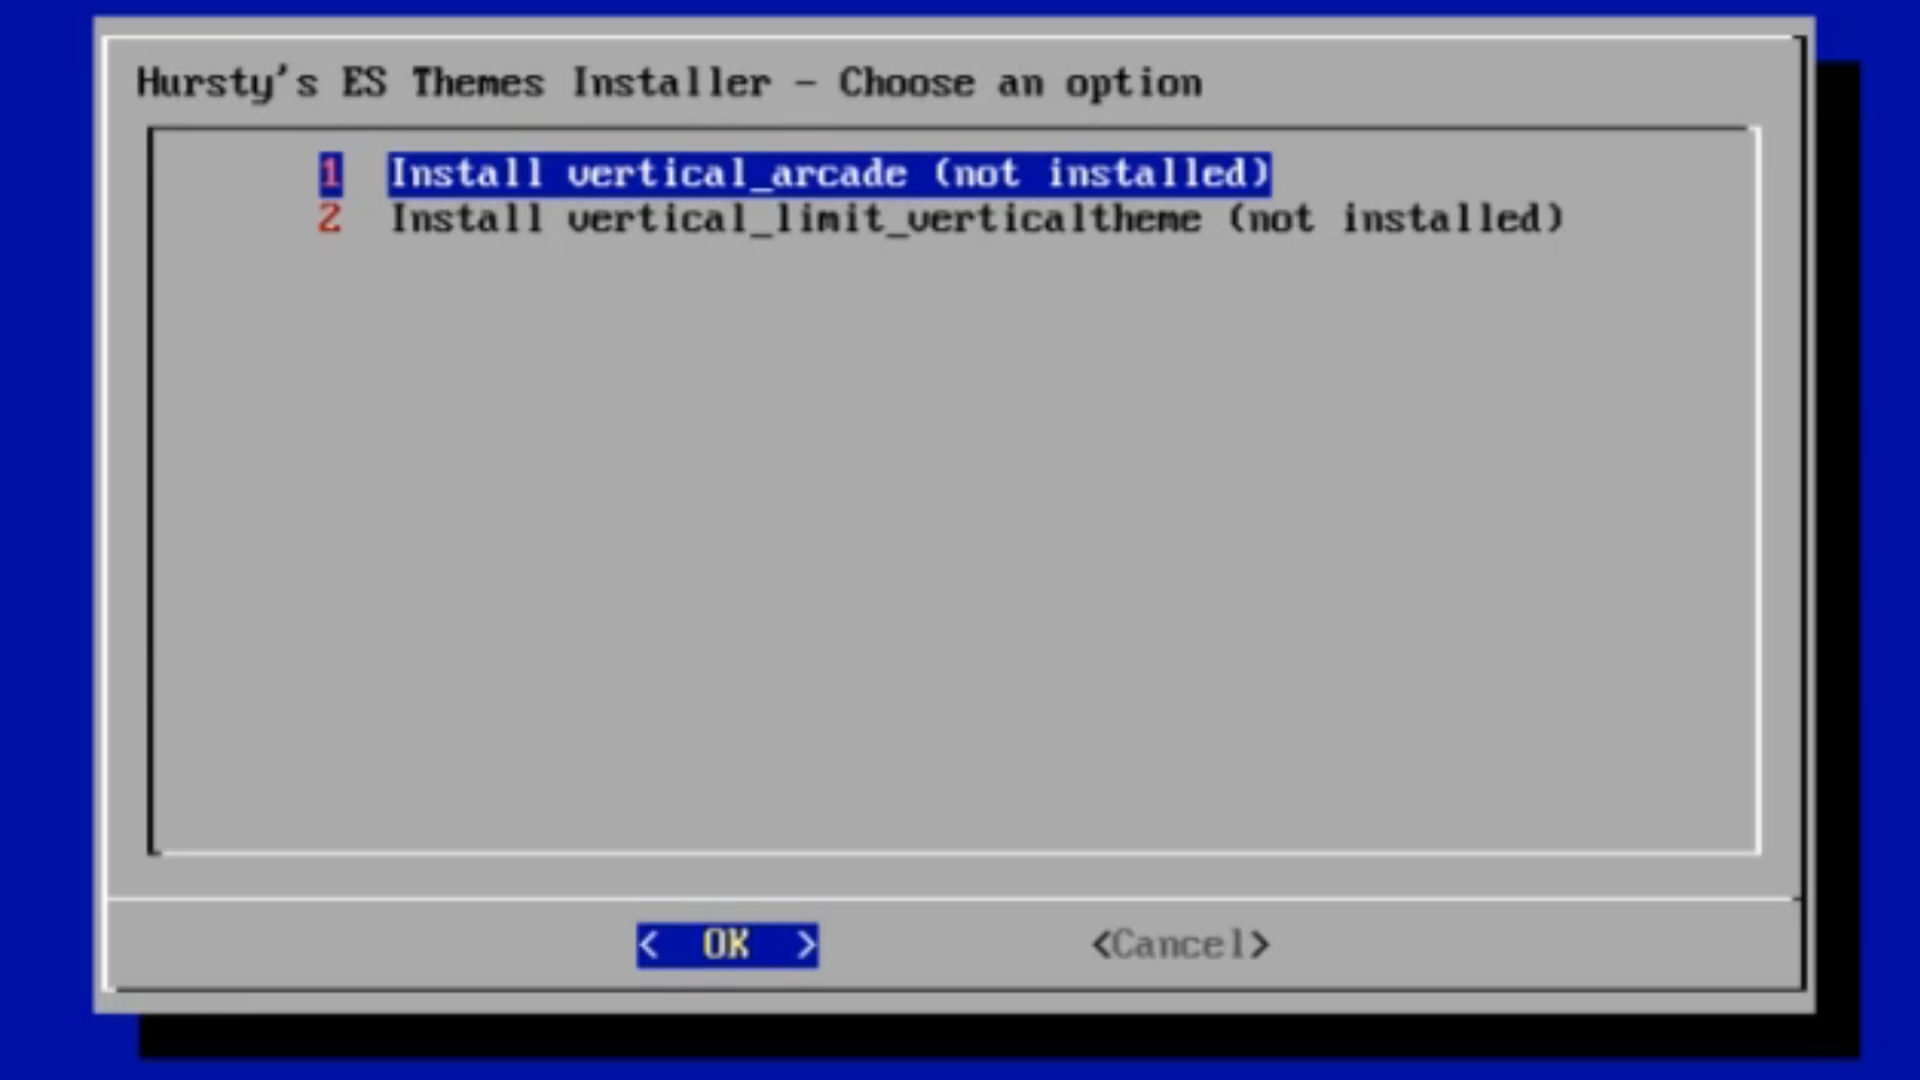 Hursty's ES Themes Installer - Choose an option
1 Install vertical_arcade (not installed)
2 Install vertical_limit_verticaltheme (not installed)
< OK > <Cancel>